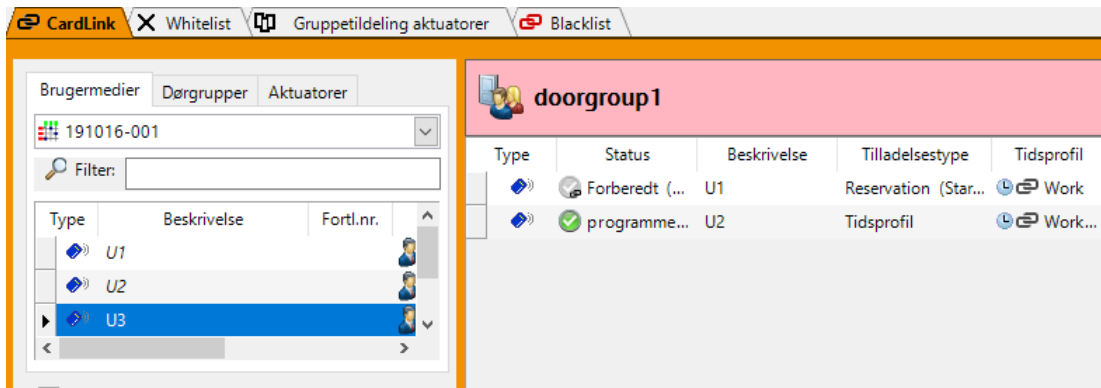 CardLink Whitelist Gruppetildeling aktuatorer Blacklist
Brugermedier Dørgrupper Aktuatorer
191016-001
Filter:
Type Beskrivelse Fortl.nr.
U1
U2
U3
doorgroup1
Type Status Beskrivelse Tilladelsestype Tidsprofil
Forberedt (... U1 Reservation (Star... Work
programme... U2 Tidsprofil Work...